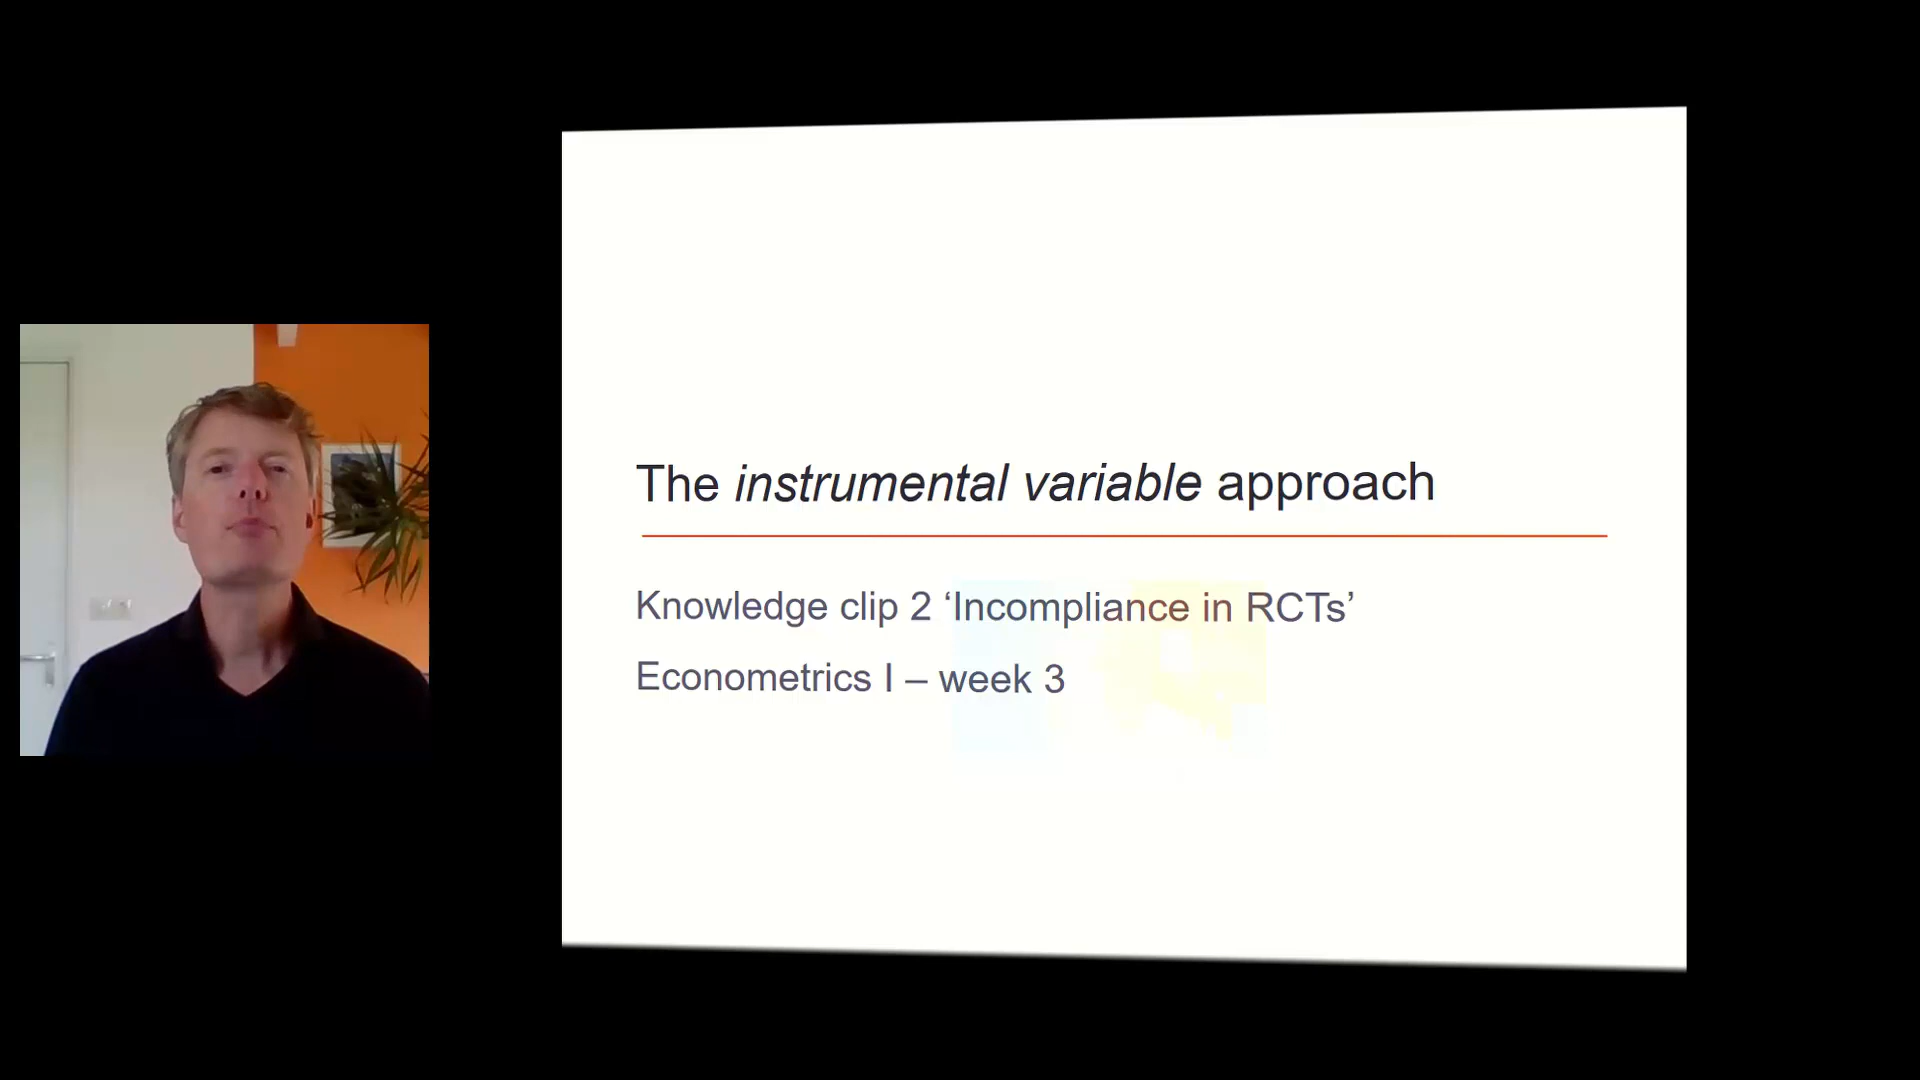 The instrumental variable approach
Knowledge clip 2 ‘Incompliance in RCTs’
Econometrics I – week 3